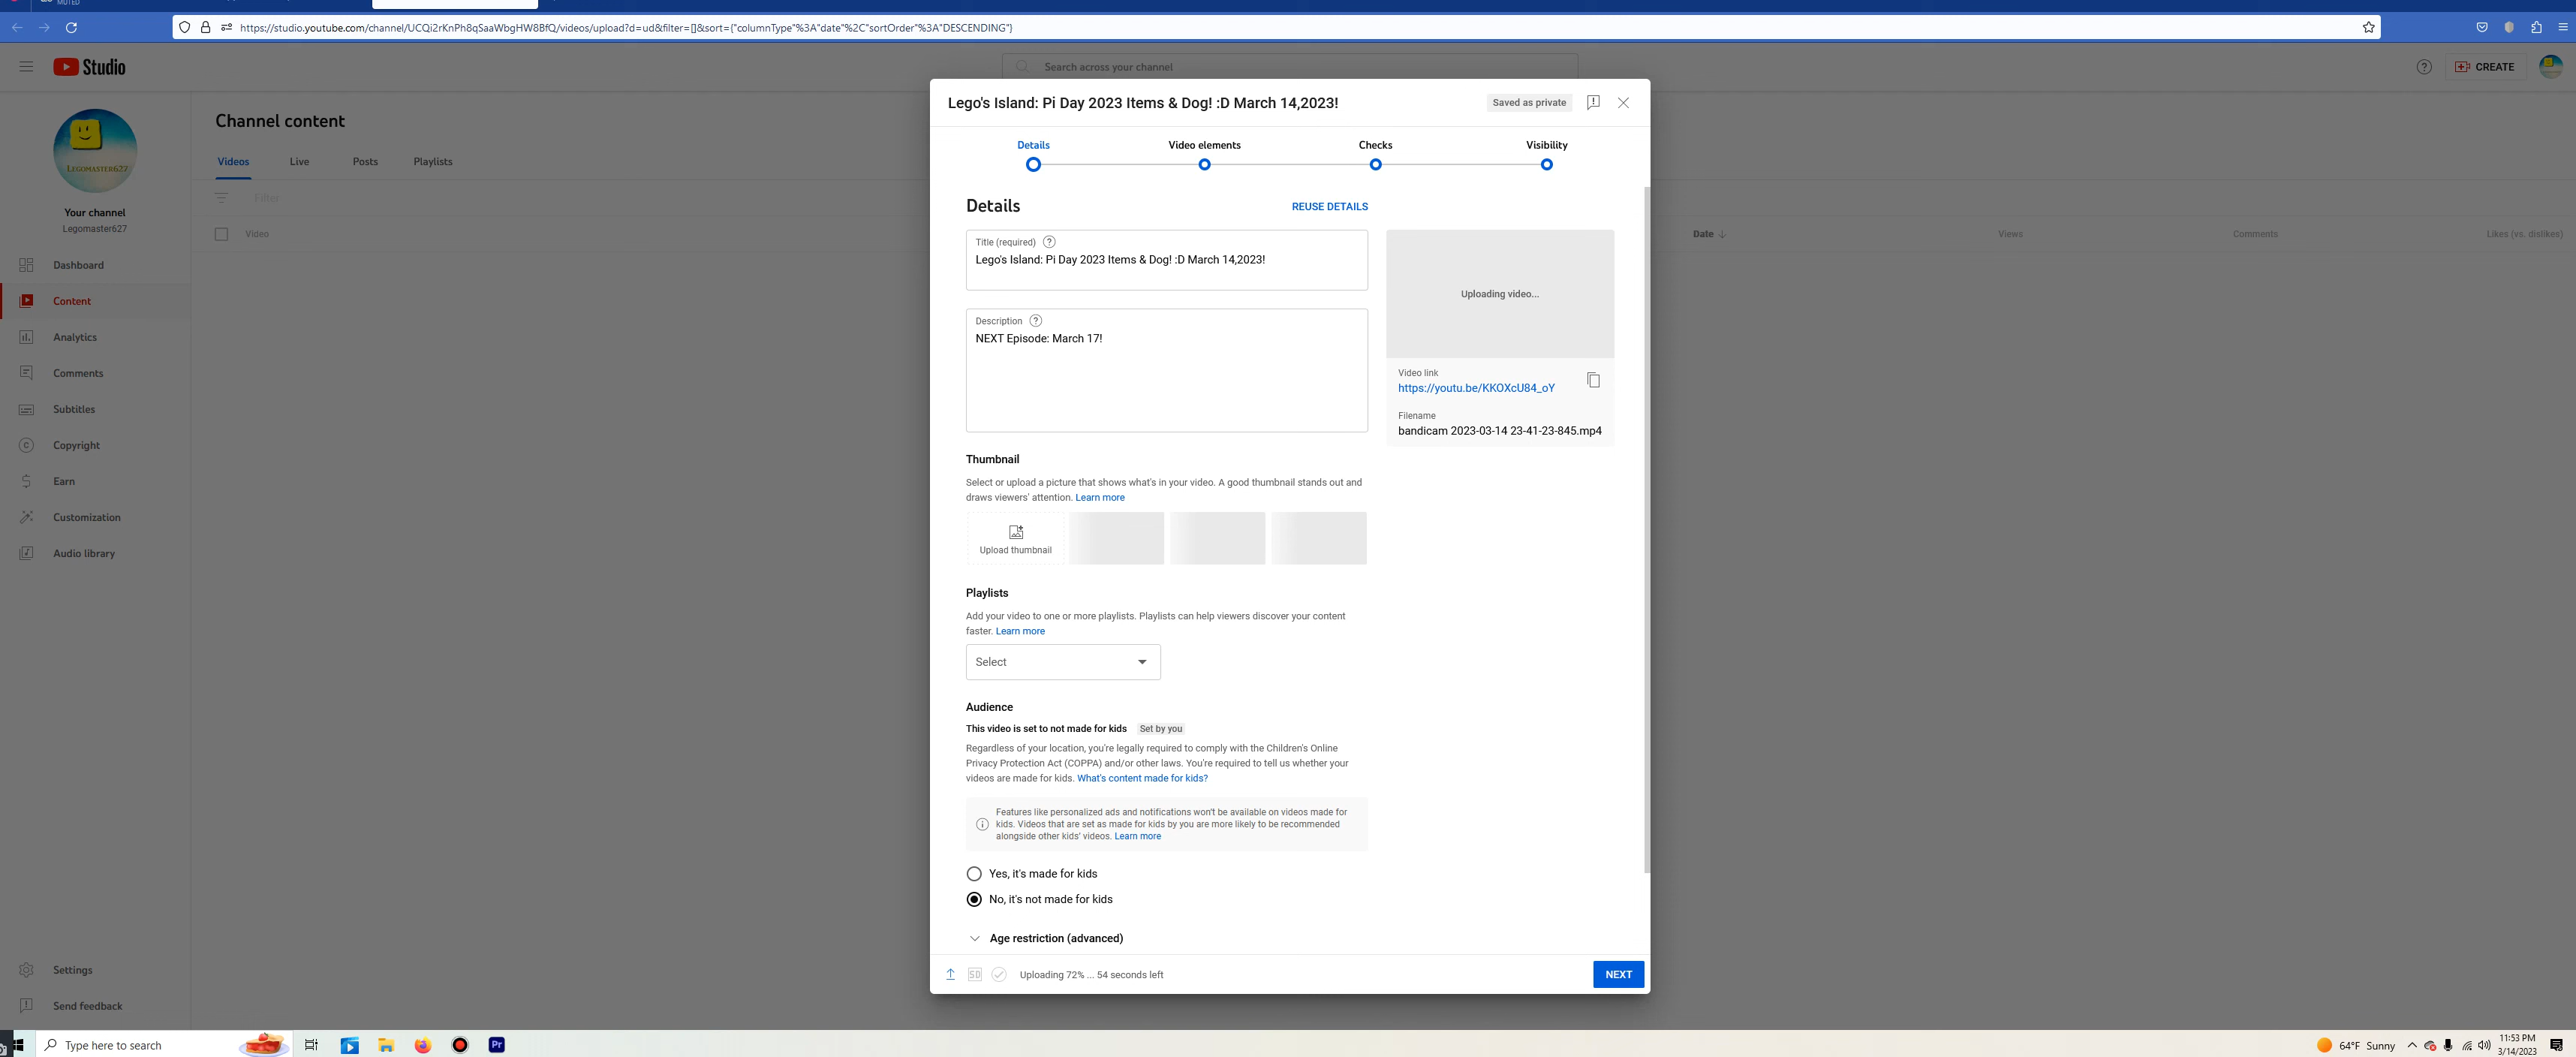 MUTED
https://studio.youtube.com/channel/UCQi2rKnPh8qSaaWbgHW8BfQ/videos/upload?d=ud&filter=[]&sort={"columnType"%3A"date"%2C"sortOrder"%3A"DESCENDING"}
Studio
Search across your channel
CREATE
LEGOMASTER627
Your channel
Legomaster627
Dashboard
Content
Analytics
Comments
Subtitles
Copyright
Earn
Customization
Audio library
Settings
Send feedback
Channel content
Videos
Live
Posts
Playlists
Filter
Video
Date
Views
Comments
Likes (vs. dislikes)
Lego's Island: Pi Day 2023 Items & Dog! :D March 14,2023!
Saved as private
Details
Video elements
Checks
Visibility
Details
REUSE DETAILS
Title (required)
Lego's Island: Pi Day 2023 Items & Dog! :D March 14,2023!
Description
NEXT Episode: March 17!
Uploading video...
Video link
https://youtu.be/KKOXcU84_oY
Filename
bandicam 2023-03-14 23-41-23-845.mp4
Thumbnail
Select or upload a picture that shows what's in your video. A good thumbnail stands out and
draws viewers' attention. Learn more
Upload thumbnail
Playlists
Add your video to one or more playlists. Playlists can help viewers discover your content
faster. Learn more
Select
Audience
This video is set to not made for kids
Set by you
Regardless of your location, you're legally required to comply with the Children's Online
Privacy Protection Act (COPPA) and/or other laws. You're required to tell us whether your
videos are made for kids. What's content made for kids?
Features like personalized ads and notifications won't be available on videos made for
kids. Videos that are set as made for kids by you are more likely to be recommended
alongside other kids' videos. Learn more
Yes, it's made for kids
No, it's not made for kids
Age restriction (advanced)
SD
Uploading 72% ... 54 seconds left
NEXT
Type here to search
Pr
64°F Sunny
11:53 PM
3/14/2023